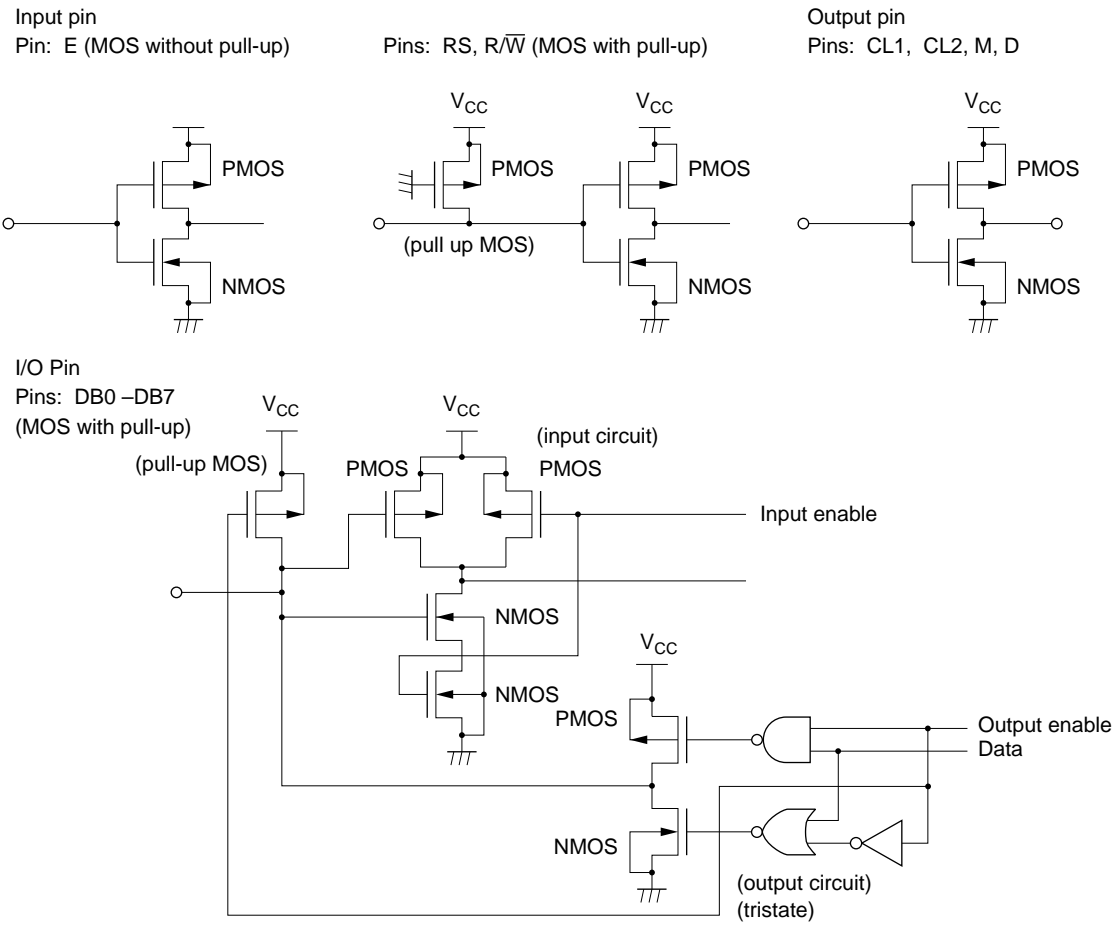 Input pin
Pin: E (MOS without pull-up)
Pins: RS, R/W̅ (MOS with pull-up)
Output pin
Pins: CL1, CL2, M, D
PMOS
NMOS
VCC
PMOS
(pull up MOS)
VCC
PMOS
NMOS
VCC
PMOS
NMOS
I/O Pin
Pins: DB0 –DB7
(MOS with pull-up)
VCC
(pull-up MOS)
VCC
PMOS
(input circuit)
PMOS
Input enable
NMOS
NMOS
VCC
PMOS
Output enable
Data
NMOS
(output circuit)
(tristate)